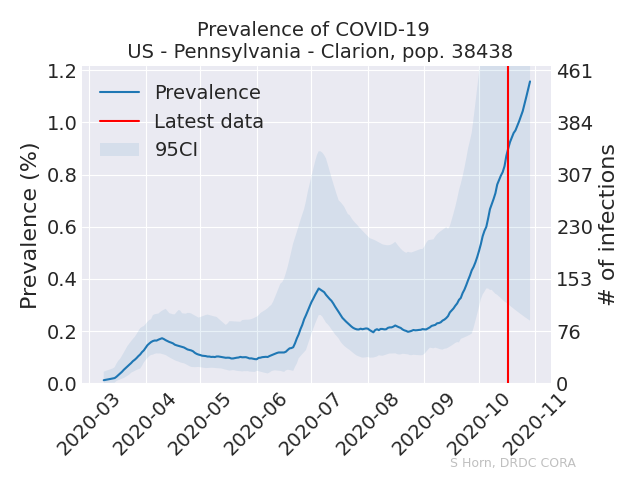 Prevalence of COVID-19
US - Pennsylvania - Clarion, pop. 38438
Prevalence
Latest data
95CI
Prevalence (%)
1.2
1.0
0.8
0.6
0.4
0.2
0.0
461
384
307
230
153
76
0
# of infections
2020-03
2020-04
2020-05
2020-06
2020-07
2020-08
2020-09
2020-10
2020-11
S Horn, DRDC CORA